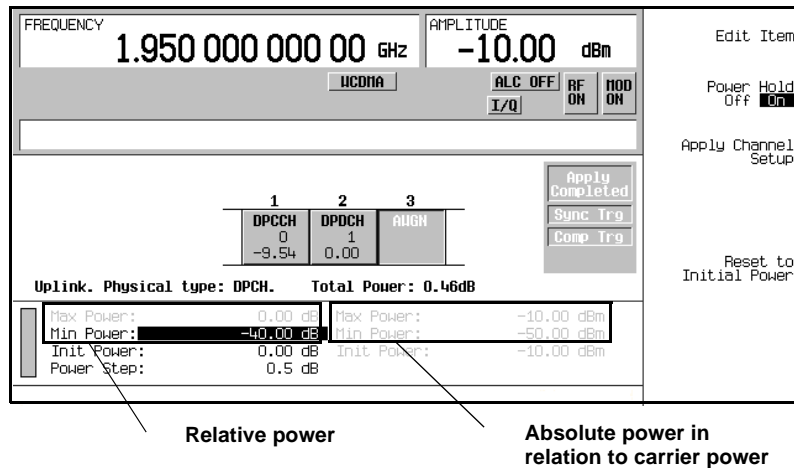 FREQUENCY
1.950 000 000 00 GHz
AMPLITUDE
-10.00 dBm
WCDMA
ALC OFF
I/Q
RF ON
MOD ON
Edit Item
Power Hold
Off On
Apply Channel
Setup
Reset to
Initial Power
1 2 3
DPCCH DPDCH AWGN
0 1
-9.54 0.00
Apply
Completed
Sync Trg
Comp Trg
Uplink. Physical type: DPCH. Total Power: 0.46dB
Max Power: 0.00 dB Max Power: -10.00 dBm
Min Power: -40.00 dB Min Power: -50.00 dBm
Init Power: 0.00 dB Init Power: -10.00 dBm
Power Step: 0.5 dB
Relative power
Absolute power in
relation to carrier power